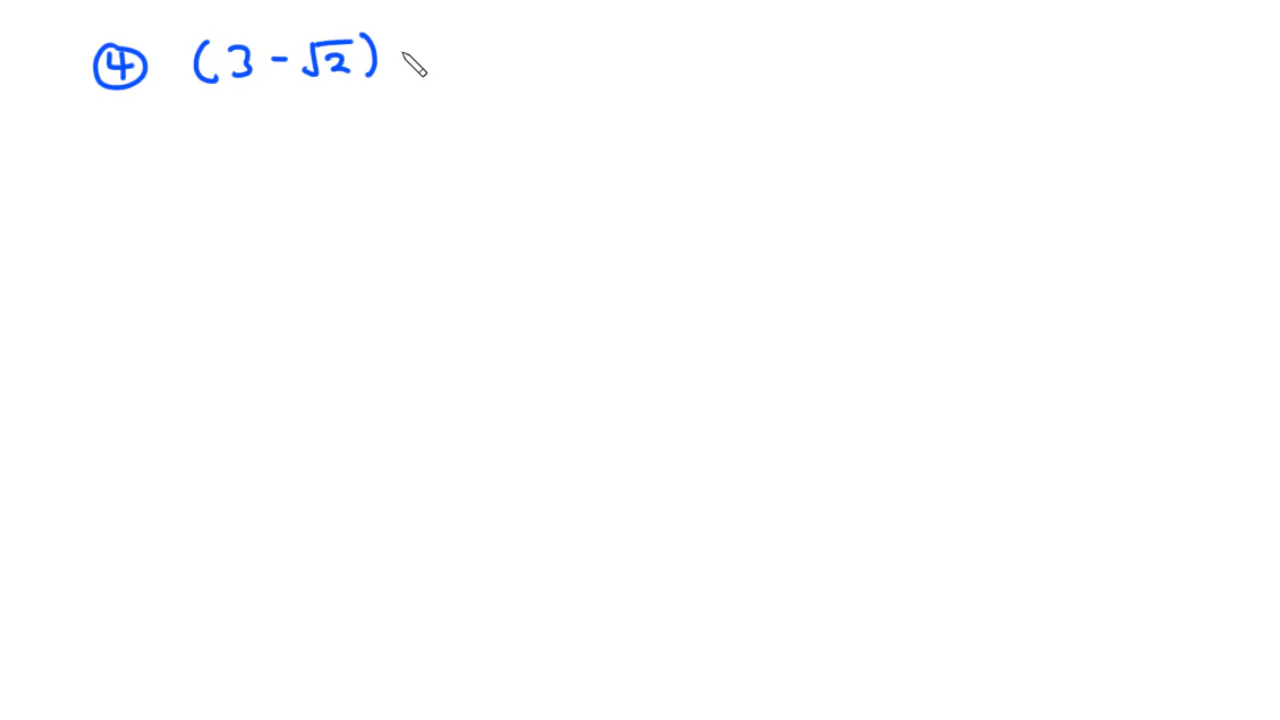 ④ (3 - √2)